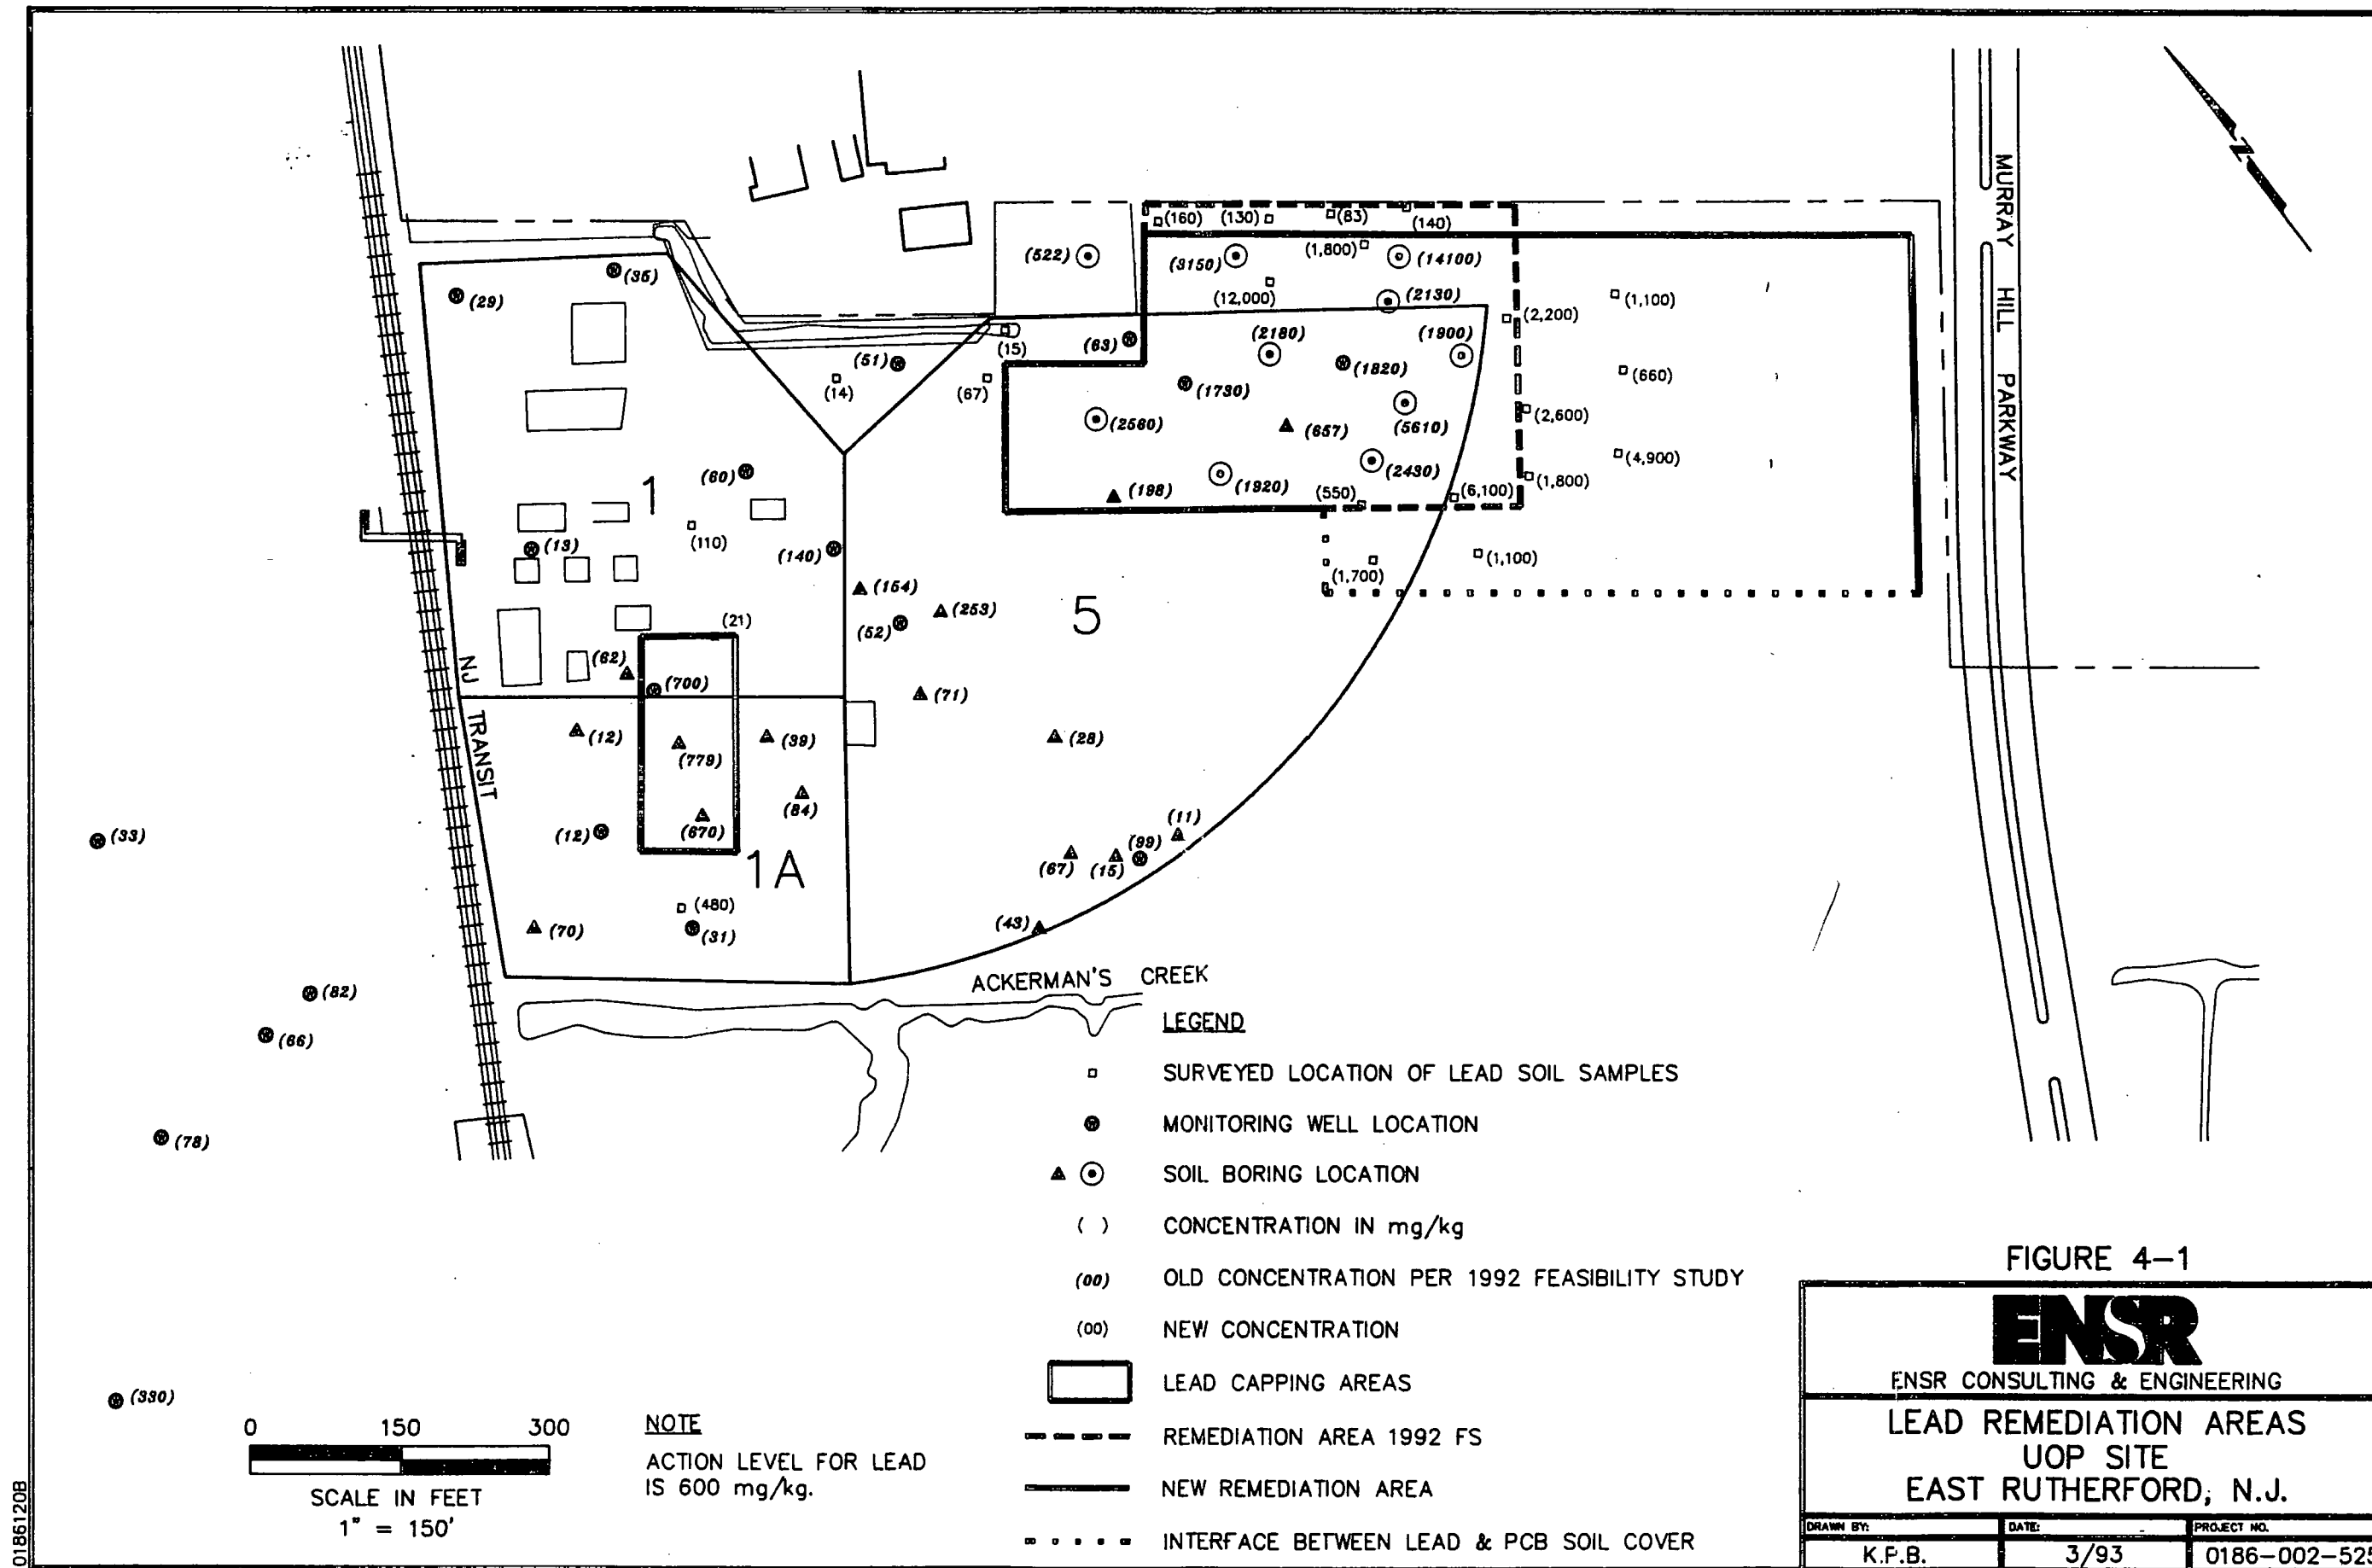 (160)
(130)
(83)
(140)
(522)
(3150)
(1,800)
(14100)
(12,000)
(2130)
(1,100)
(2,200)
(35)
(29)
(63)
(2180)
(1900)
(15)
(51)
(1820)
(660)
(14)
(67)
(1730)
(2560)
(657)
(5610)
(2,600)
(4,900)
(60)
(2430)
(1920)
(198)
(550)
(6,100)
(1,800)
1
(110)
(13)
(140)
(1,700)
(1,100)
(154)
(253)
(52)
5
(21)
(62)
(700)
(71)
(12)
(779)
(39)
(28)
(84)
(670)
(12)
1A
(11)
(99)
(67)
(15)
(480)
(70)
(31)
(43)
(33)
(82)
(66)
(78)
(330)
NJ TRANSIT
MURRAY HILL PARKWAY
N
ACKERMAN'S CREEK
LEGEND
SURVEYED LOCATION OF LEAD SOIL SAMPLES
MONITORING WELL LOCATION
SOIL BORING LOCATION
( ) CONCENTRATION IN mg/kg
(00) OLD CONCENTRATION PER 1992 FEASIBILITY STUDY
(00) NEW CONCENTRATION
LEAD CAPPING AREAS
REMEDIATION AREA 1992 FS
NEW REMEDIATION AREA
INTERFACE BETWEEN LEAD & PCB SOIL COVER
0 150 300
SCALE IN FEET
1" = 150'
NOTE
ACTION LEVEL FOR LEAD
IS 600 mg/kg.
FIGURE 4-1
ENSR
ENSR CONSULTING & ENGINEERING
LEAD REMEDIATION AREAS
UOP SITE
EAST RUTHERFORD, N.J.
DRAWN BY: DATE: PROJECT NO.
K.P.B. 3/93 0186-002-525
0186120B